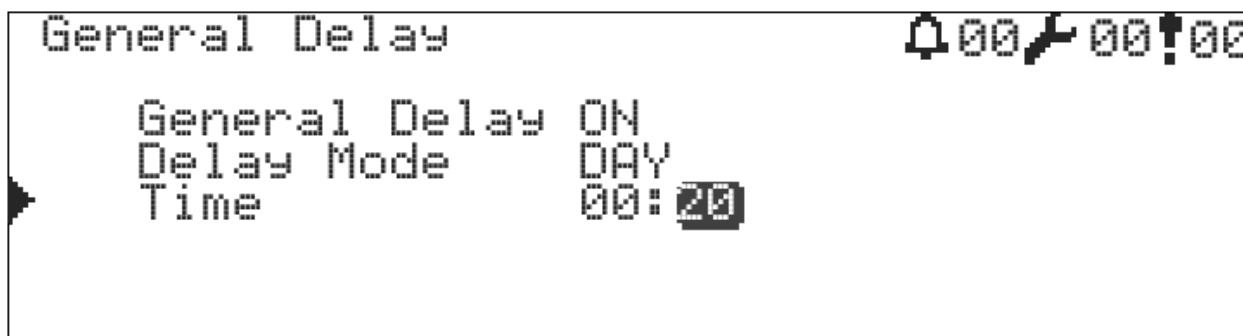 General Delay 00 00 00
General Delay ON
Delay Mode DAY
Time 00:20